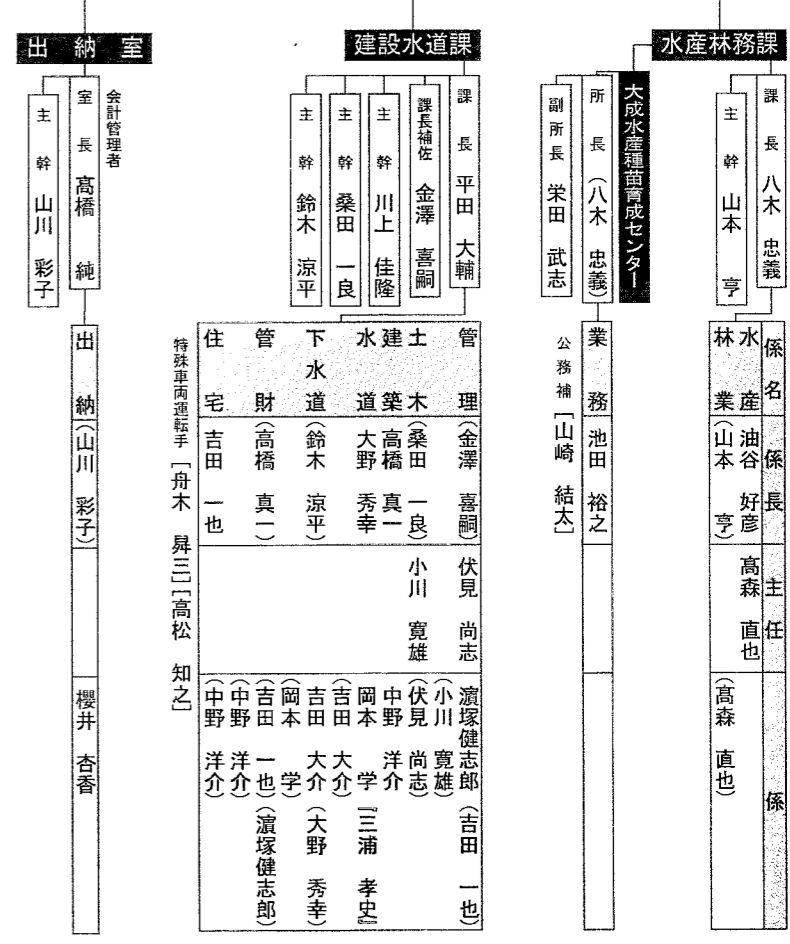 水産林務課
課長 八木 忠義
主幹 山本 亨
大成水産種苗育成センター
所長 (八木 忠義)
副所長 栄田 武志
係名 係長 主任 係
水産 油谷 好彦 髙森 直也
林業 (山本 亨) (髙森 直也)
業務 池田 裕之
公務補 [山崎 結太]
建設水道課
課長 平田 大輔
課長補佐 金澤 喜嗣
主幹 川上 佳隆
主幹 桑田 一良
主幹 鈴木 涼平
管理 (金澤 喜嗣) 伏見 尚志 濵塚健志郎 (吉田 一也)
(小川 寛雄)
土木 (桑田 一良) 小川 寛雄 (伏見 尚志)
建築 高橋 真一 中野 洋介
水道 大野 秀幸 岡本 学 『三浦 孝史』
(吉田 大介)
下水道 (鈴木 涼平) 吉田 大介 (大野 秀幸)
(岡本 学)
管財 (高橋 真一) (吉田 一也) (濵塚健志郎)
(中野 洋介)
住宅 吉田 一也 (中野 洋介)
特殊車両運転手 [舟木 昇三] [高松 知之]
出納室
会計管理者
室長 髙橋 純
主幹 山川 彩子
出納 (山川 彩子) 櫻井 杏香